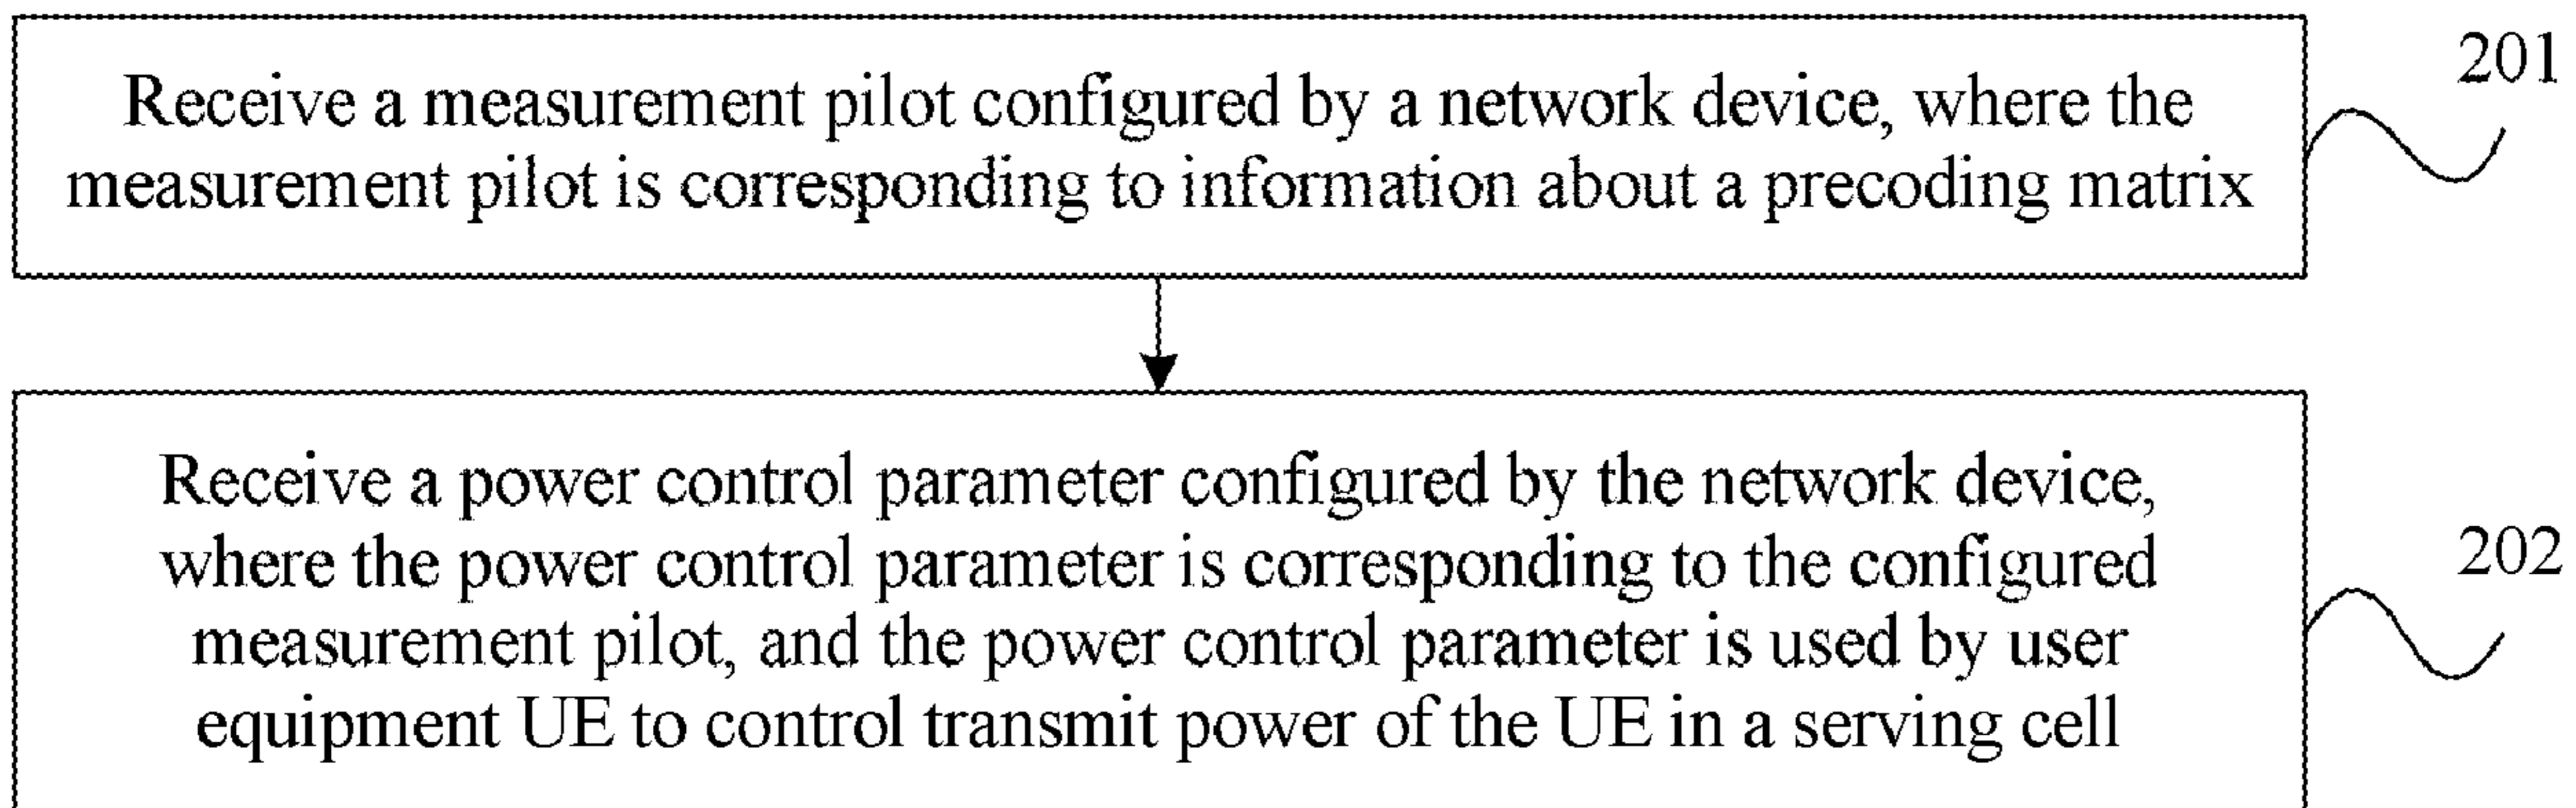 Receive a measurement pilot configured by a network device, where the
measurement pilot is corresponding to information about a precoding matrix
201
Receive a power control parameter configured by the network device,
where the power control parameter is corresponding to the configured
measurement pilot, and the power control parameter is used by user
equipment UE to control transmit power of the UE in a serving cell
202